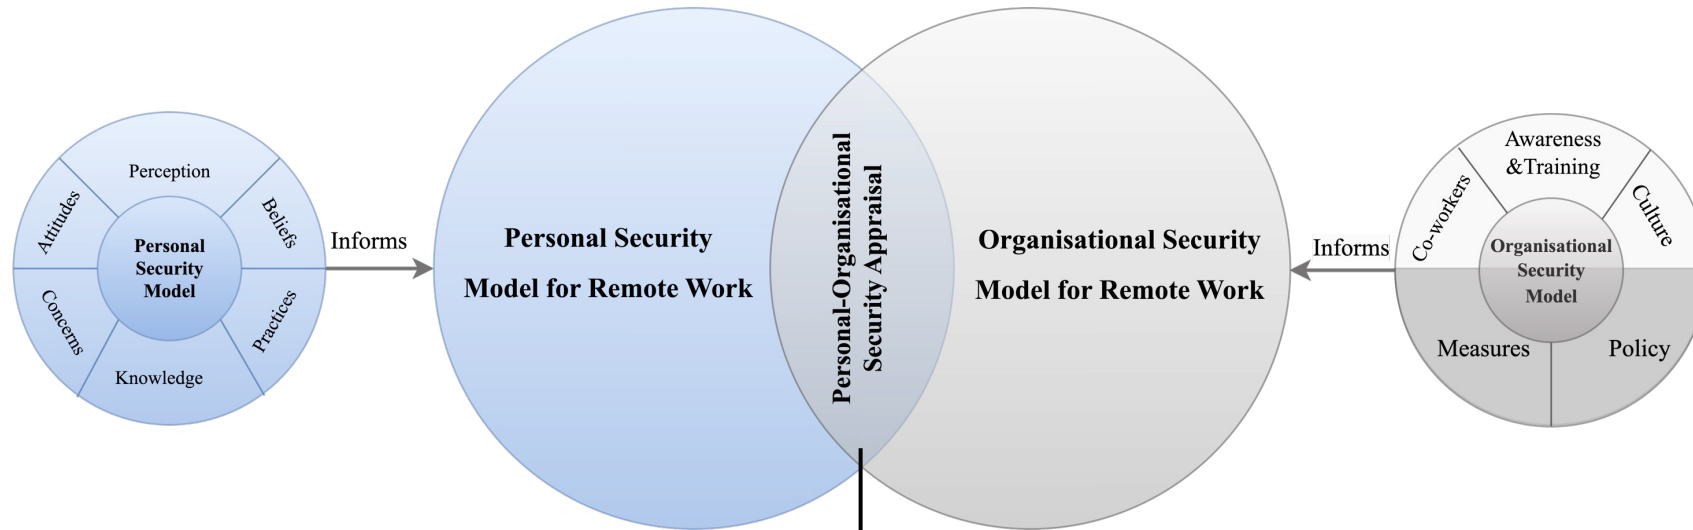 Perception
Attitudes
Beliefs
Personal
Security
Model
Concerns
Practices
Knowledge
Informs
Personal Security
Model for Remote Work
Personal-Organisational
Security Appraisal
Organisational Security
Model for Remote Work
Informs
Awareness
&Training
Co-workers
Culture
Organisational
Security
Model
Measures
Policy